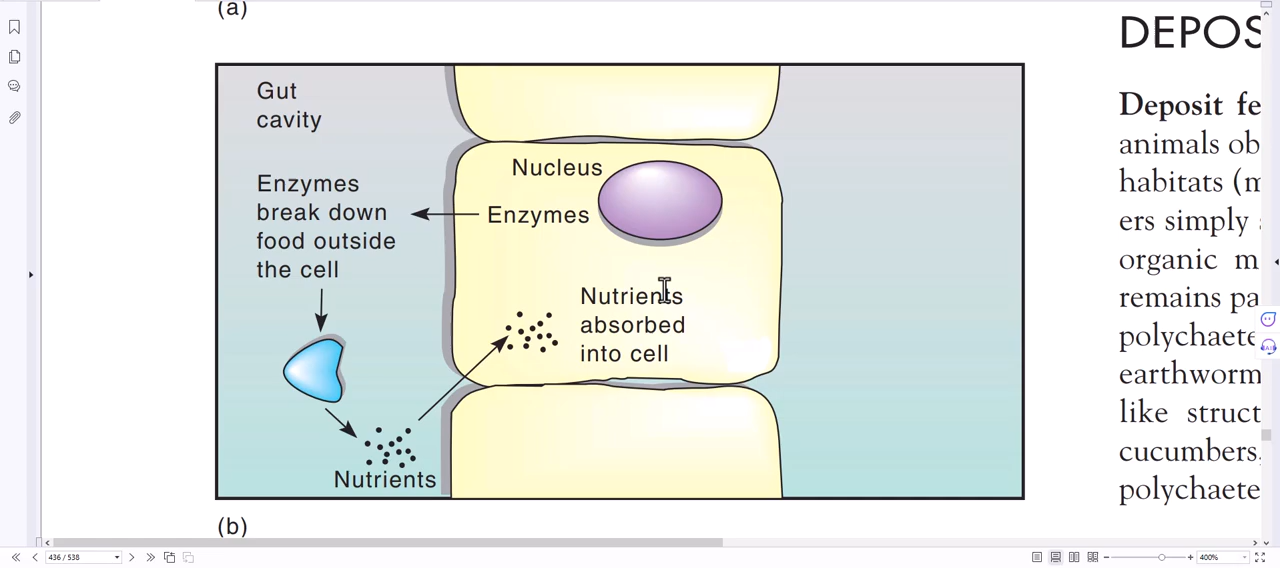 (a)
DEPOS
Gut
cavity
Deposit fe
animals ob
Nucleus
habitats (m
Enzymes
break down
food outside
the cell
Enzymes
ers simply
organic m
Nutrients
absorbed
into cell
remains pa
polychaete
earthworm
like struct
cucumbers,
polychaete
Nutrients
(b)
436 / 538
400%